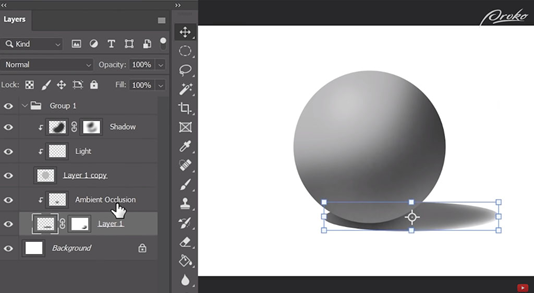 Layers
Proko
Kind
Normal
Opacity: 100%
Lock:
Fill: 100%
Group 1
Shadow
Light
Layer 1 copy
Ambient Occlusion
Layer 1
Background